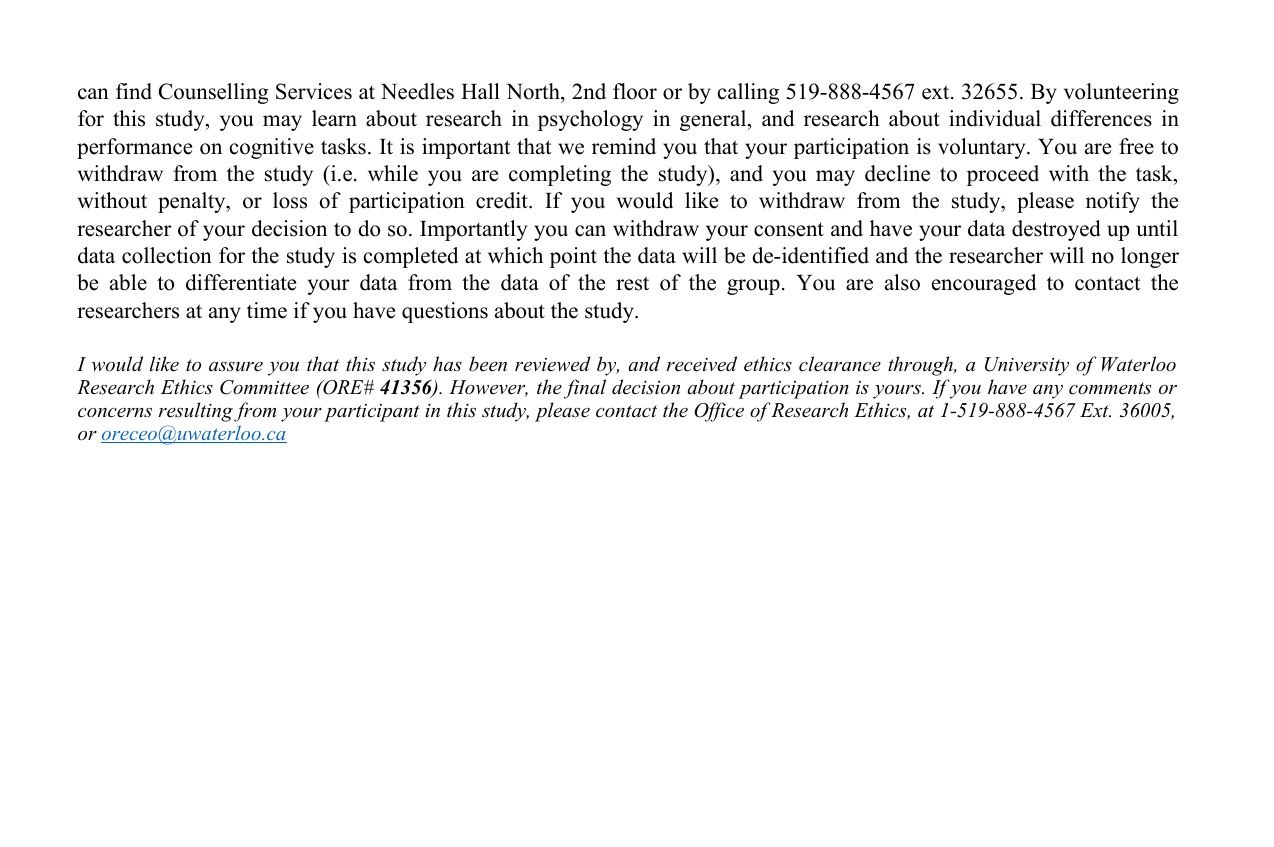 can find Counselling Services at Needles Hall North, 2nd floor or by calling 519-888-4567 ext. 32655. By volunteering
for this study, you may learn about research in psychology in general, and research about individual differences in
performance on cognitive tasks. It is important that we remind you that your participation is voluntary. You are free to
withdraw from the study (i.e. while you are completing the study), and you may decline to proceed with the task,
without penalty, or loss of participation credit. If you would like to withdraw from the study, please notify the
researcher of your decision to do so. Importantly you can withdraw your consent and have your data destroyed up until
data collection for the study is completed at which point the data will be de-identified and the researcher will no longer
be able to differentiate your data from the data of the rest of the group. You are also encouraged to contact the
researchers at any time if you have questions about the study.
I would like to assure you that this study has been reviewed by, and received ethics clearance through, a University of Waterloo
Research Ethics Committee (ORE# 41356). However, the final decision about participation is yours. If you have any comments or
concerns resulting from your participant in this study, please contact the Office of Research Ethics, at 1-519-888-4567 Ext. 36005,
or oreceo@uwaterloo.ca